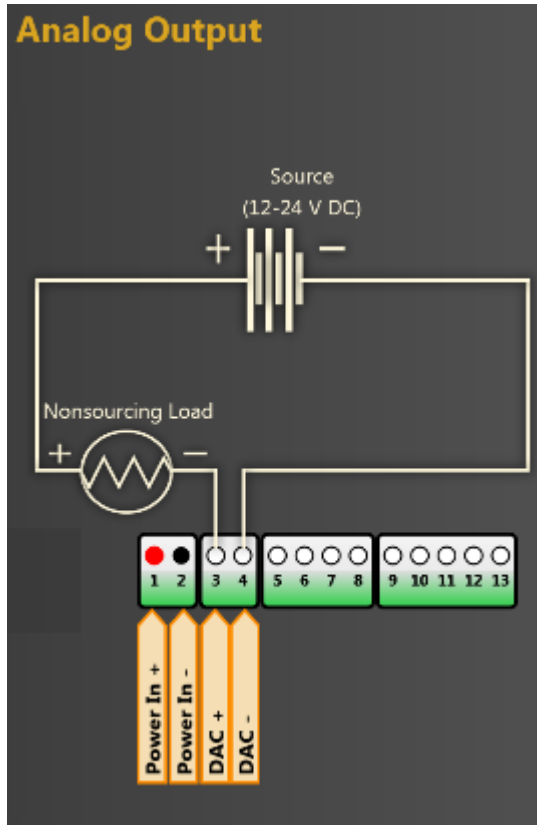 Analog Output
Source
(12-24 V DC)
+ −
Nonsourcing Load
+ −
1 2 3 4 5 6 7 8 9 10 11 12 13
Power In +
Power In -
DAC +
DAC -